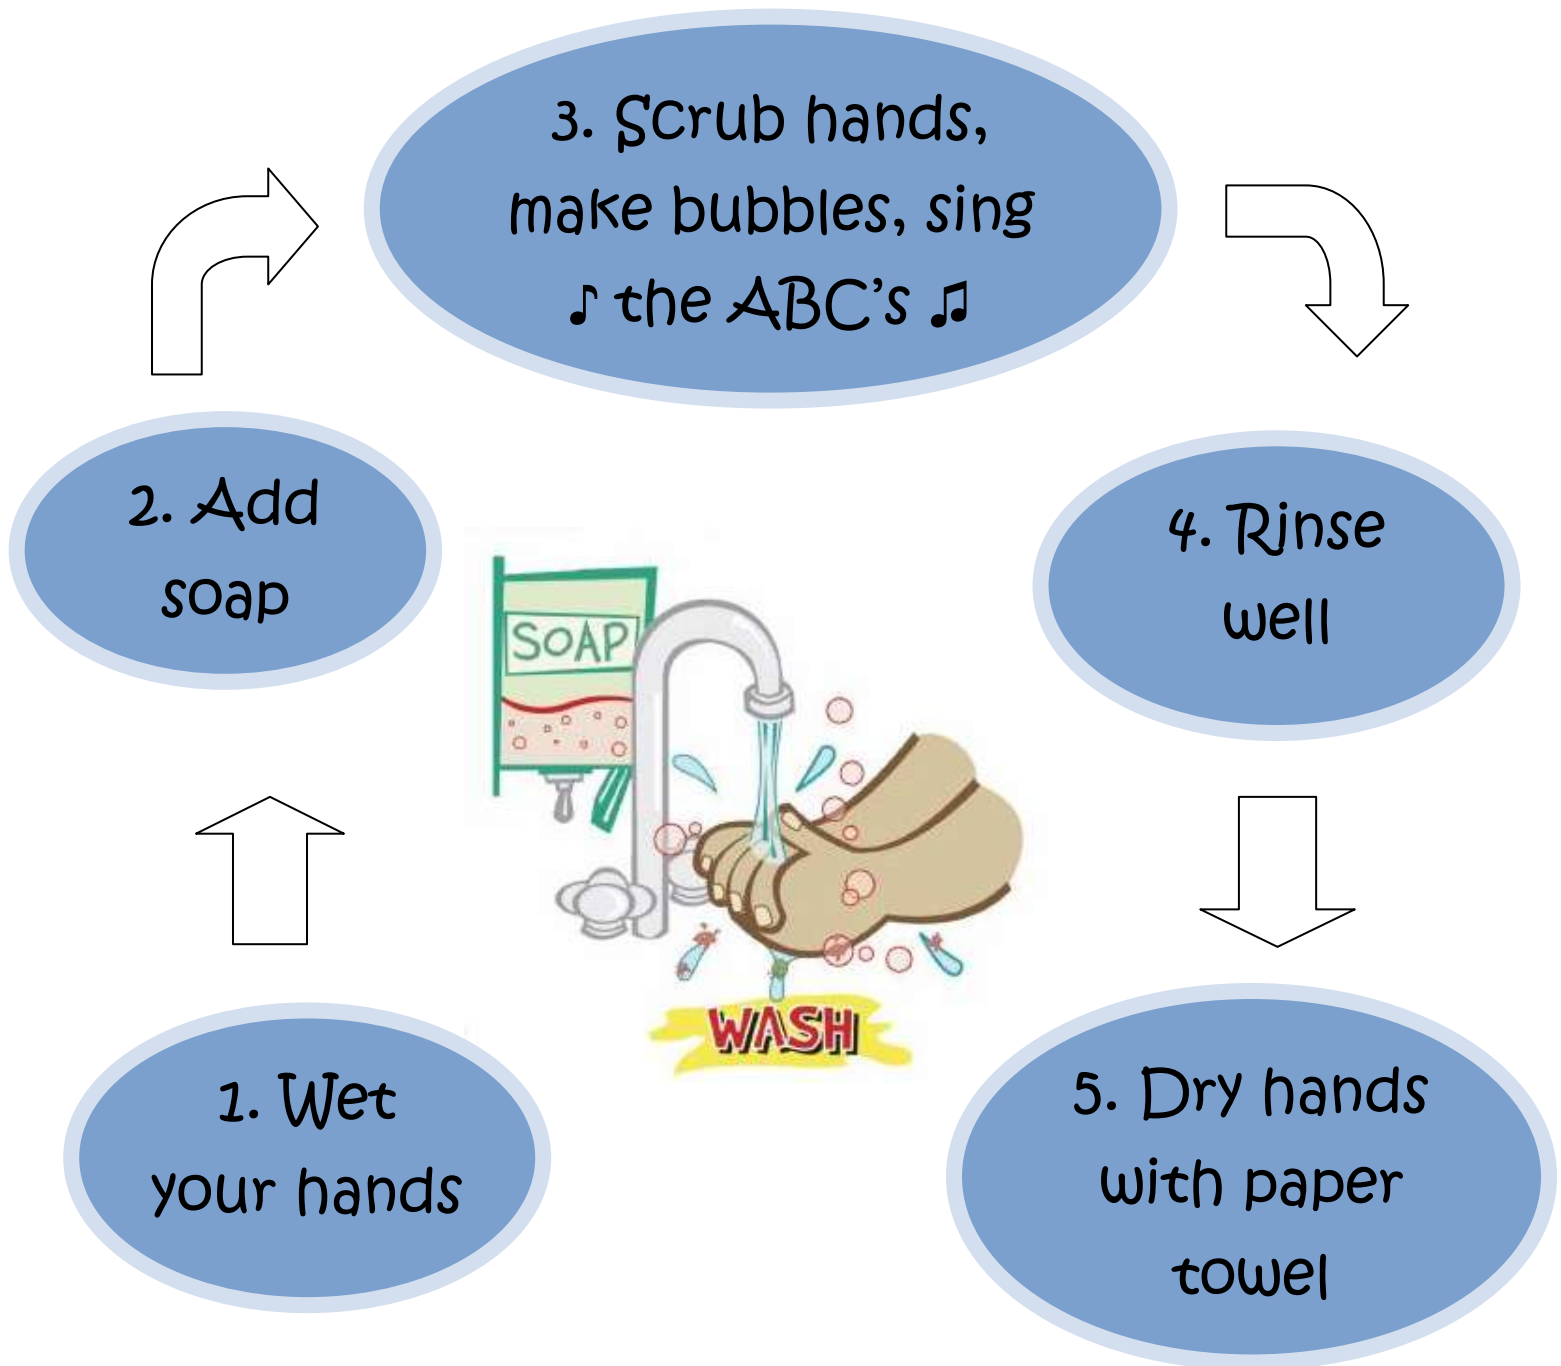 3. Scrub hands,
make bubbles, sing
♪ the ABC’s ♫
2. Add
soap
4. Rinse
well
SOAP
WASH
1. Wet
your hands
5. Dry hands
with paper
towel